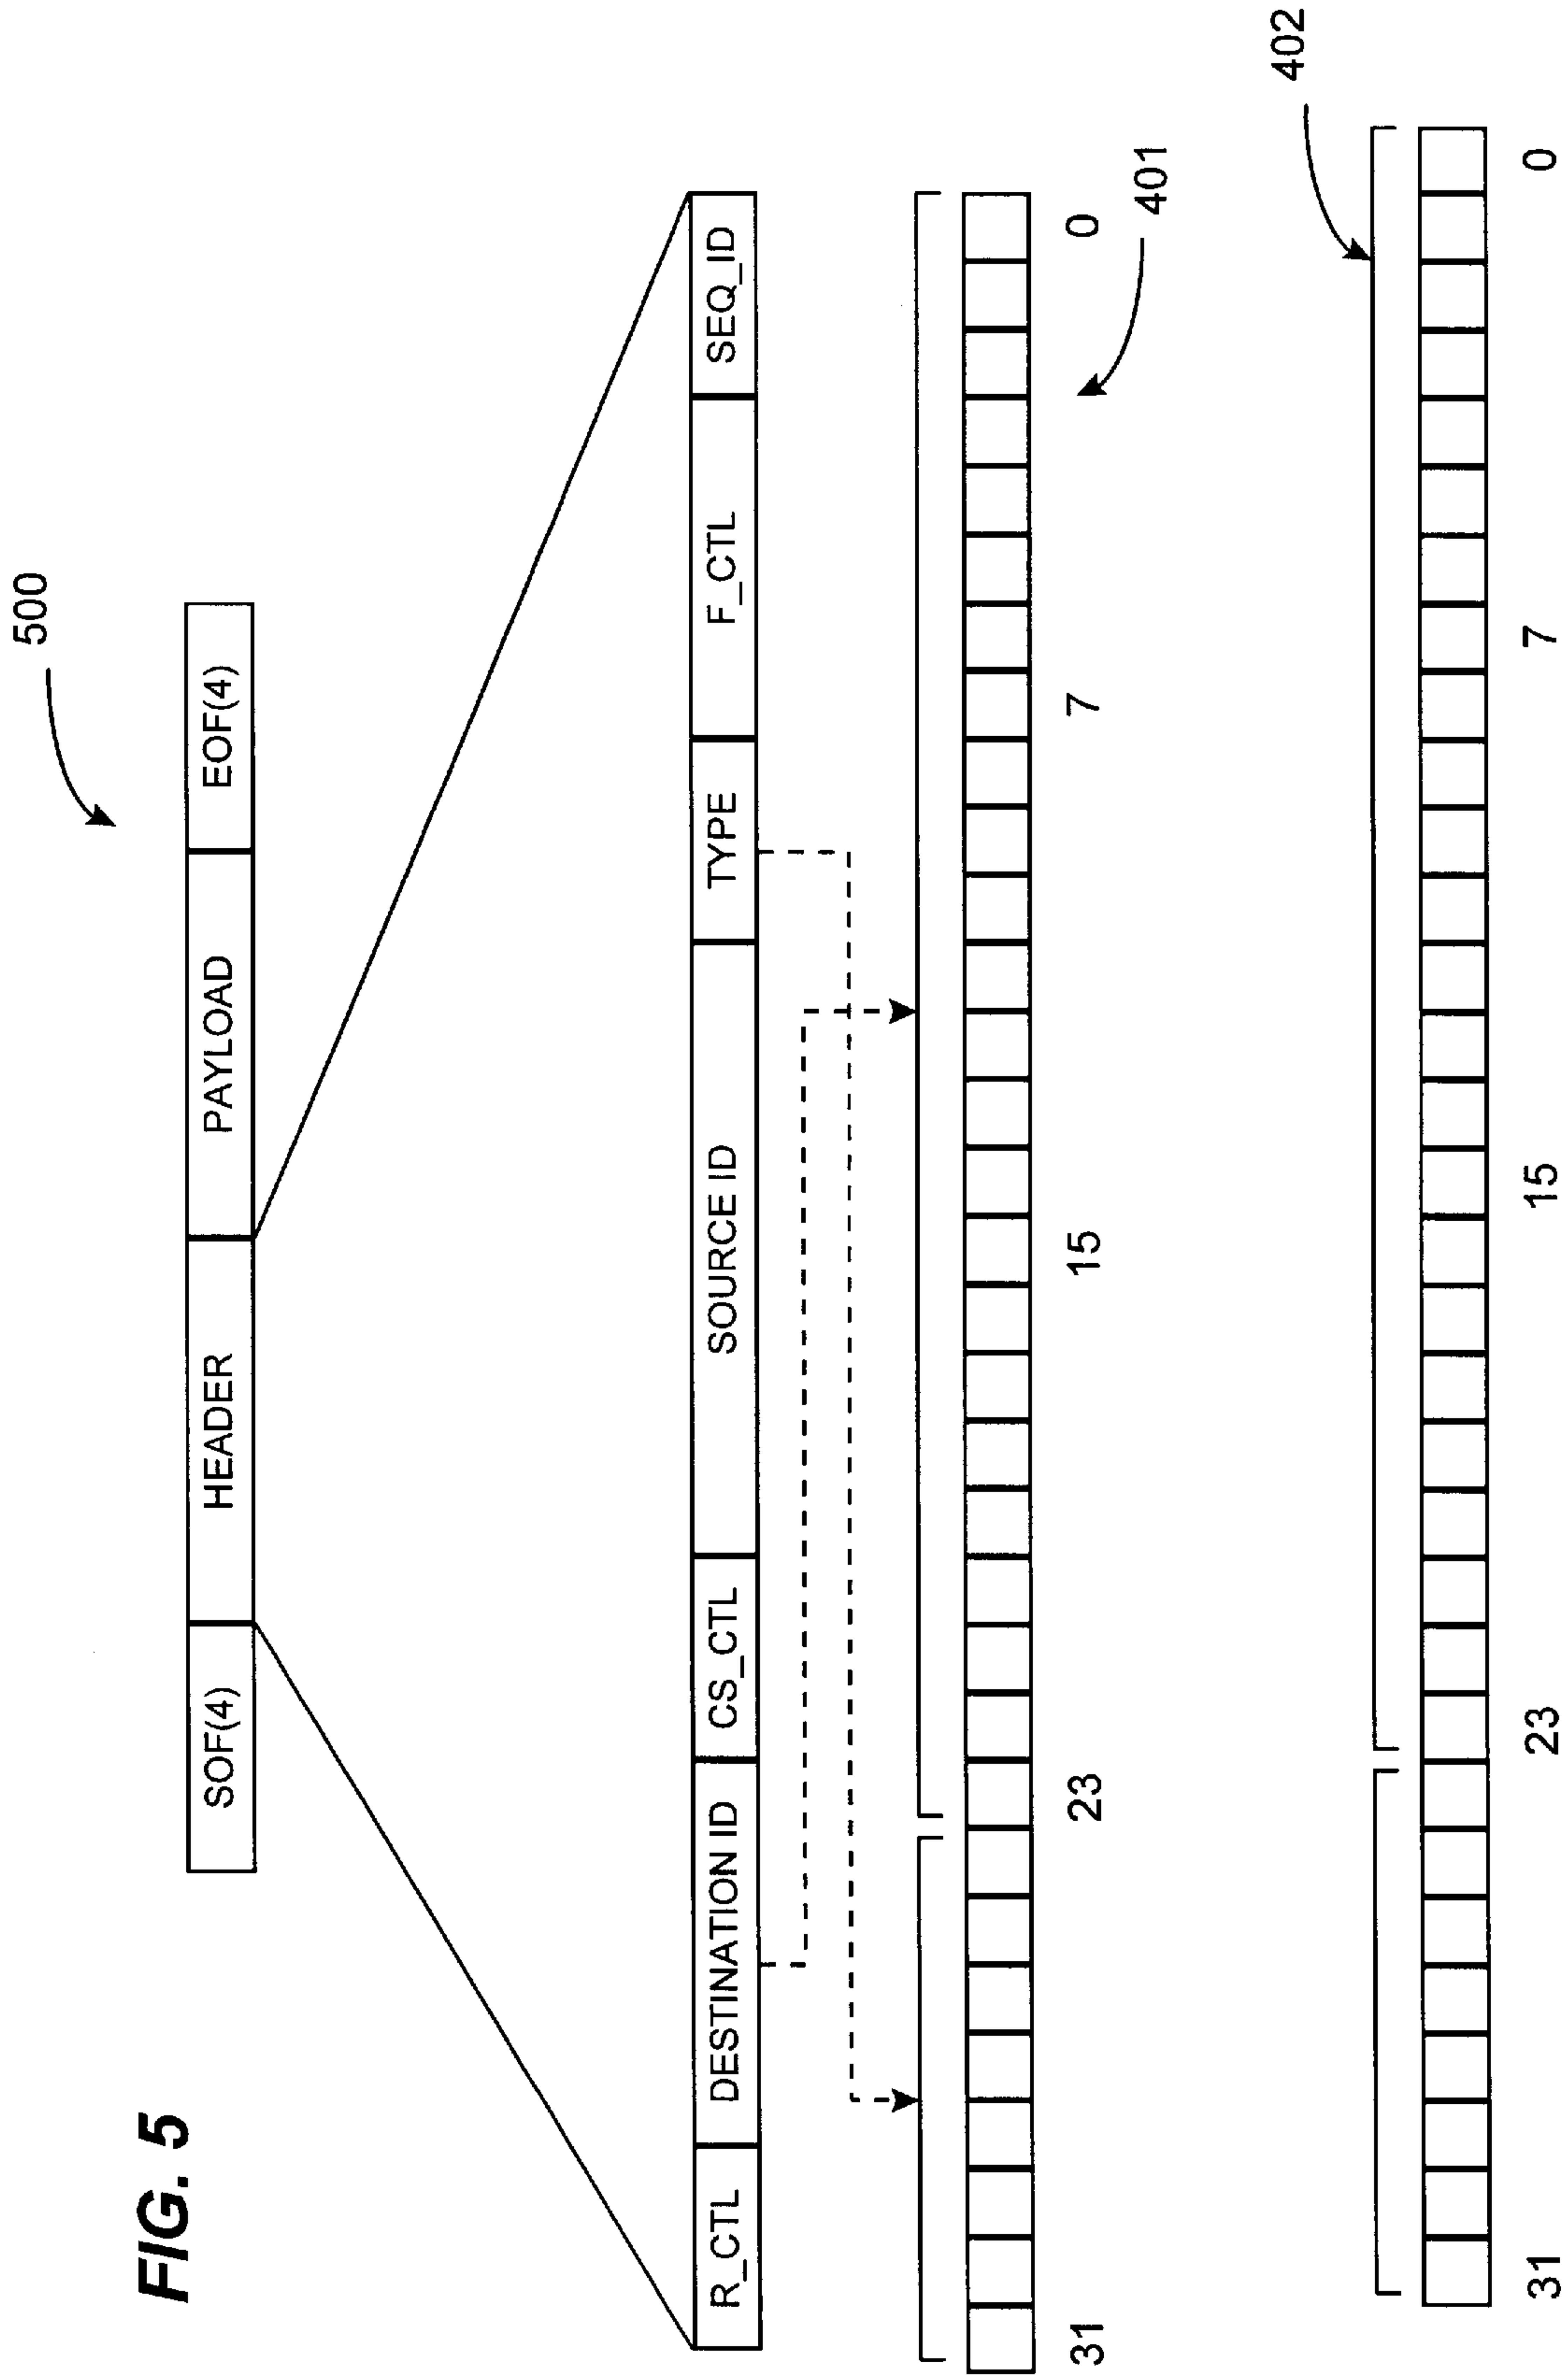 FIG. 5
500
SOF(4) HEADER PAYLOAD EOF(4)
R_CTL DESTINATION ID CS_CTL SOURCE ID TYPE F_CTL SEQ_ID
31 23 15 7 0
401
402
31 23 15 7 0